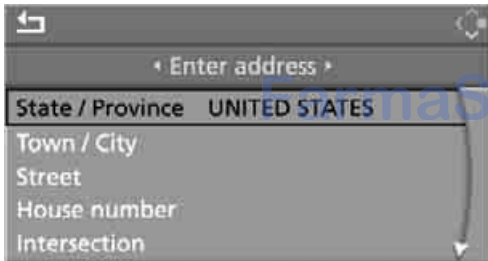 Enter address
State / Province UNITED STATES
Town / City
Street
House number
Intersection